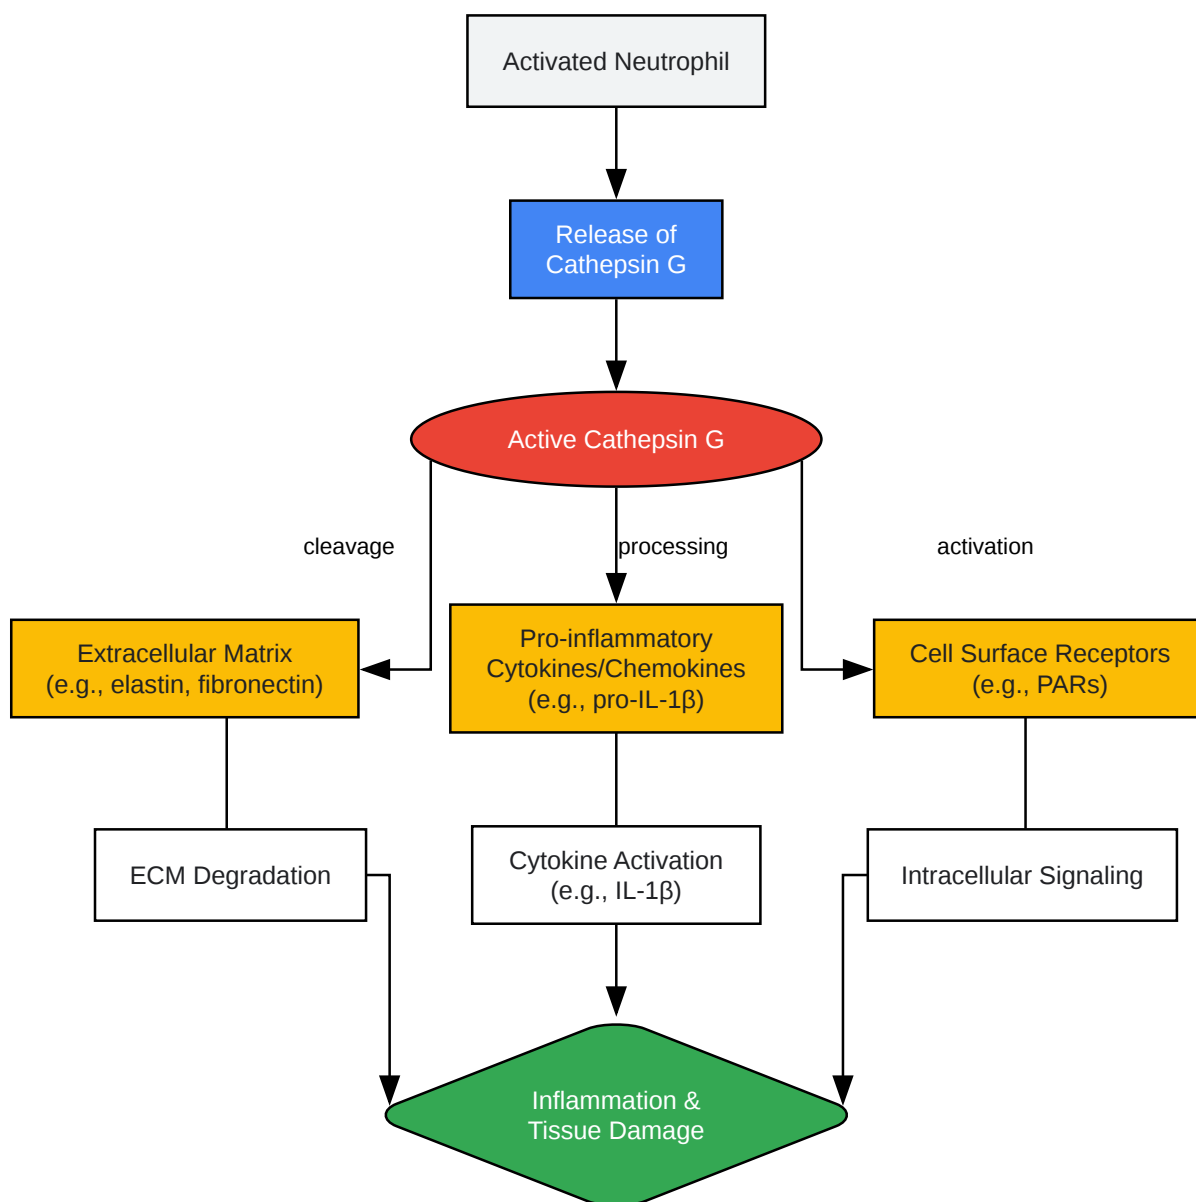 Activated Neutrophil
Release of
Cathepsin G
Active Cathepsin G
cleavage
processing
activation
Extracellular Matrix
(e.g., elastin, fibronectin)
Pro-inflammatory
Cytokines/Chemokines
(e.g., pro-IL-1β)
Cell Surface Receptors
(e.g., PARs)
ECM Degradation
Cytokine Activation
(e.g., IL-1β)
Intracellular Signaling
Inflammation &
Tissue Damage